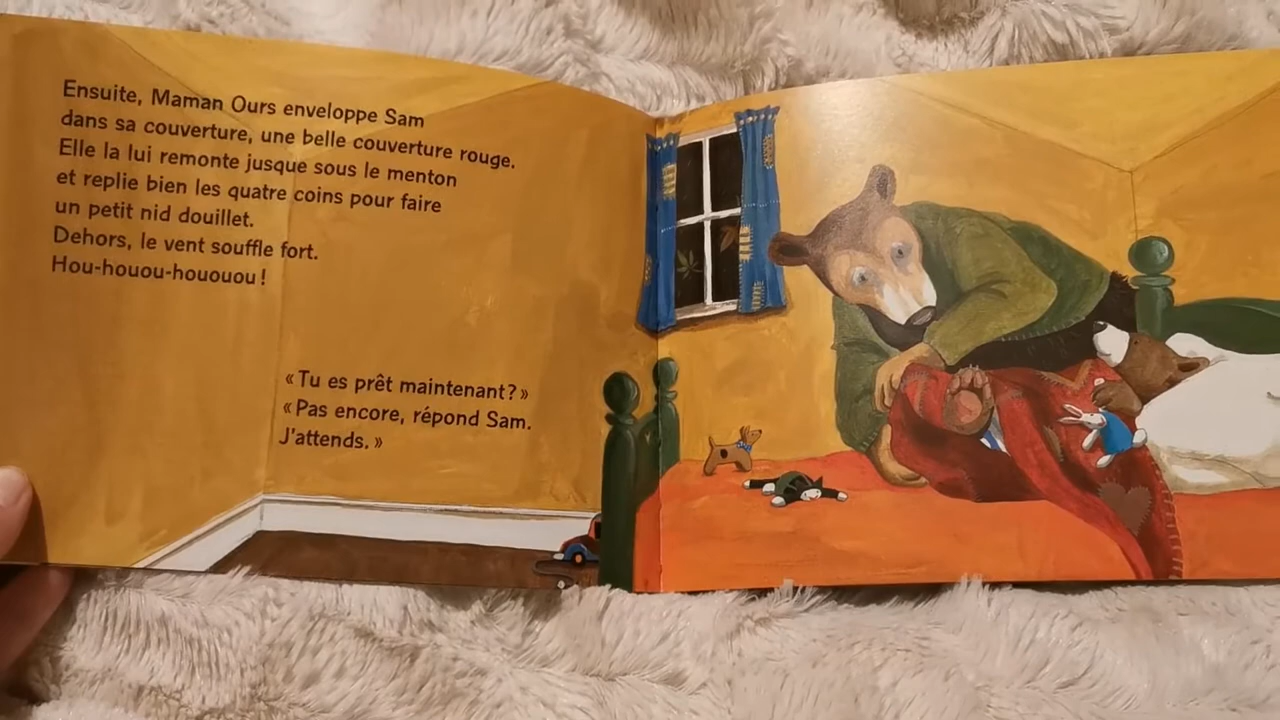 Ensuite, Maman Ours enveloppe Sam
dans sa couverture, une belle couverture rouge.
Elle la lui remonte jusque sous le menton
et replie bien les quatre coins pour faire
un petit nid douillet.
Dehors, le vent souffle fort.
Hou-houou-hououou !
« Tu es prêt maintenant ? »
« Pas encore, répond Sam.
J'attends. »